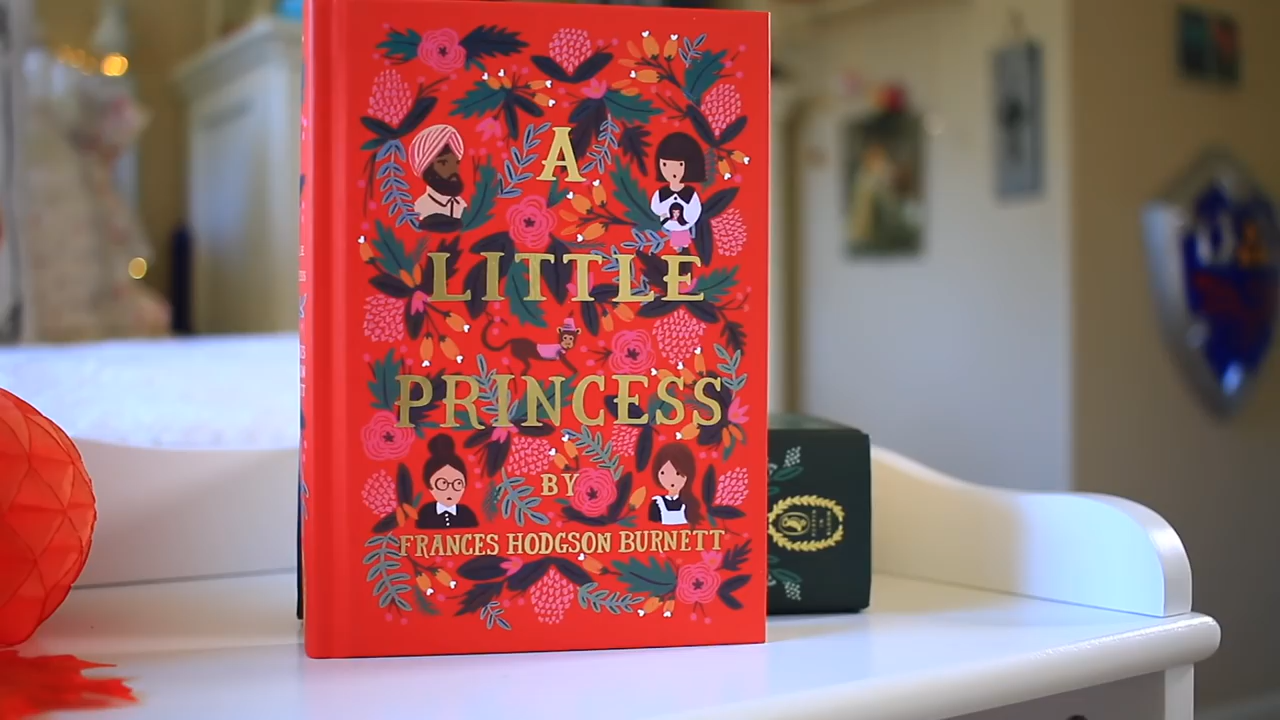 A
LITTLE
PRINCESS
BY
FRANCES HODGSON BURNETT